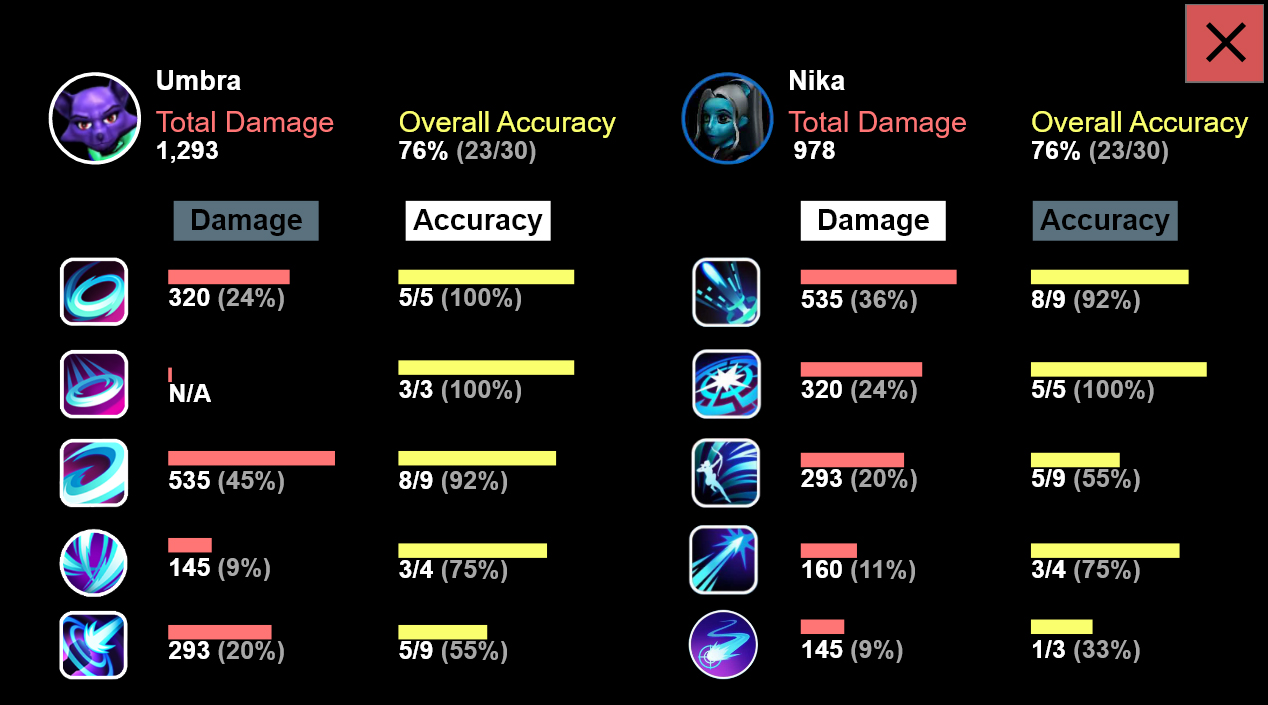 Umbra
Total Damage
1,293
Overall Accuracy
76% (23/30)
Damage
Accuracy
320 (24%)
5/5 (100%)
N/A
3/3 (100%)
535 (45%)
8/9 (92%)
145 (9%)
3/4 (75%)
293 (20%)
5/9 (55%)
Nika
Total Damage
978
Overall Accuracy
76% (23/30)
Damage
Accuracy
535 (36%)
8/9 (92%)
320 (24%)
5/5 (100%)
293 (20%)
5/9 (55%)
160 (11%)
3/4 (75%)
145 (9%)
1/3 (33%)